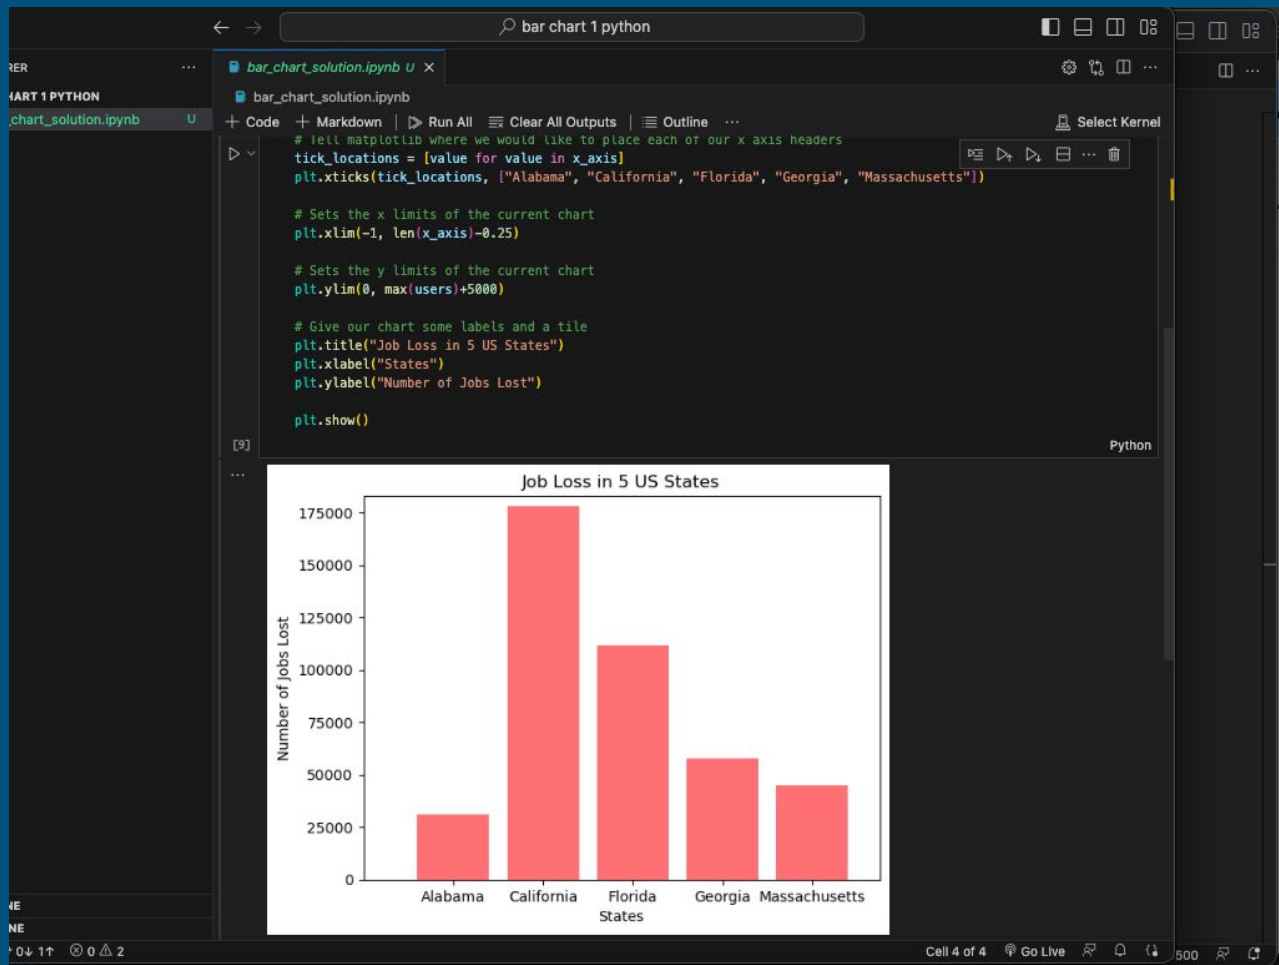 bar chart 1 python
RER
bar_chart_solution.ipynb U
HART 1 PYTHON
bar_chart_solution.ipynb
_chart_solution.ipynb U
Code Markdown Run All Clear All Outputs Outline Select Kernel
# Tell matplotlib where we would like to place each of our x axis headers
tick_locations = [value for value in x_axis]
plt.xticks(tick_locations, ["Alabama", "California", "Florida", "Georgia", "Massachusetts"])
# Sets the x limits of the current chart
plt.xlim(-1, len(x_axis)-0.25)
# Sets the y limits of the current chart
plt.ylim(0, max(users)+5000)
# Give our chart some labels and a tile
plt.title("Job Loss in 5 US States")
plt.xlabel("States")
plt.ylabel("Number of Jobs Lost")
plt.show()
[9]
Python
Job Loss in 5 US States
175000
150000
125000
100000
75000
50000
25000
0
Number of Jobs Lost
Alabama California Florida Georgia Massachusetts
States
NE
NE
0↓ 1↑ 0 2
Cell 4 of 4 Go Live
500